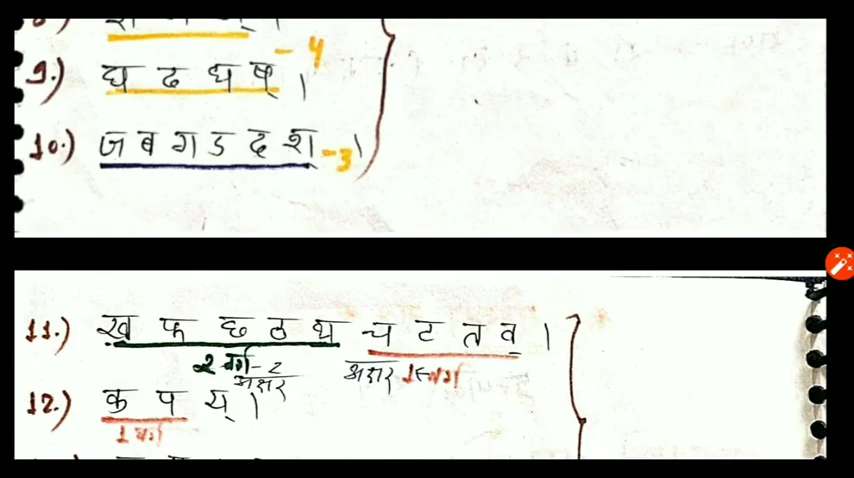 - 4
9.) घ ढ ध ष् ।
10.) ज ब ग ड द श् - 3 ।
11.) ख फ छ ठ थ च ट त व् ।
2 वर्ग - 2 अक्षर अक्षर 1 वर्ग
12.) क प य् ।
1 वर्ग